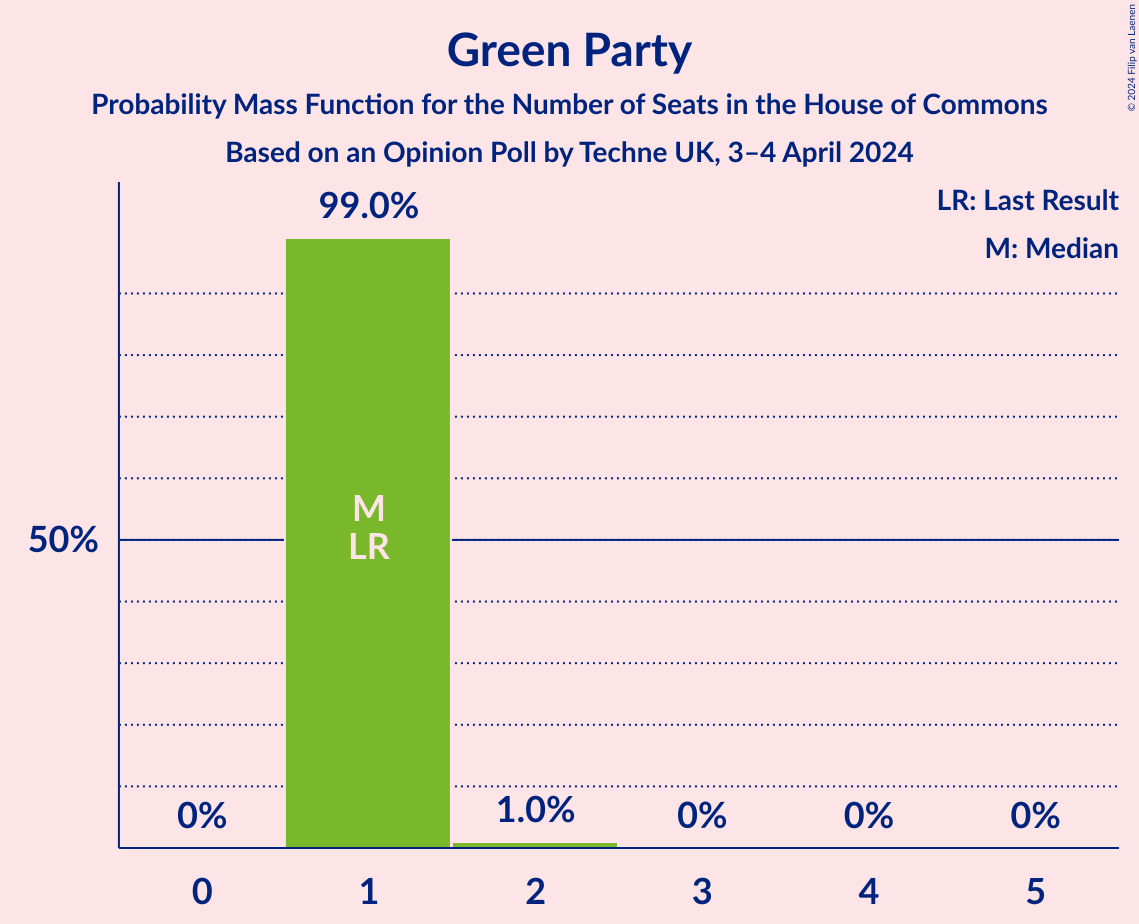 Green Party
Probability Mass Function for the Number of Seats in the House of Commons
Based on an Opinion Poll by Techne UK, 3–4 April 2024
© 2024 Filip van Laenen
LR: Last Result
M: Median
99.0%
M
LR
50%
0%
1.0%
0%
0%
0%
0
1
2
3
4
5